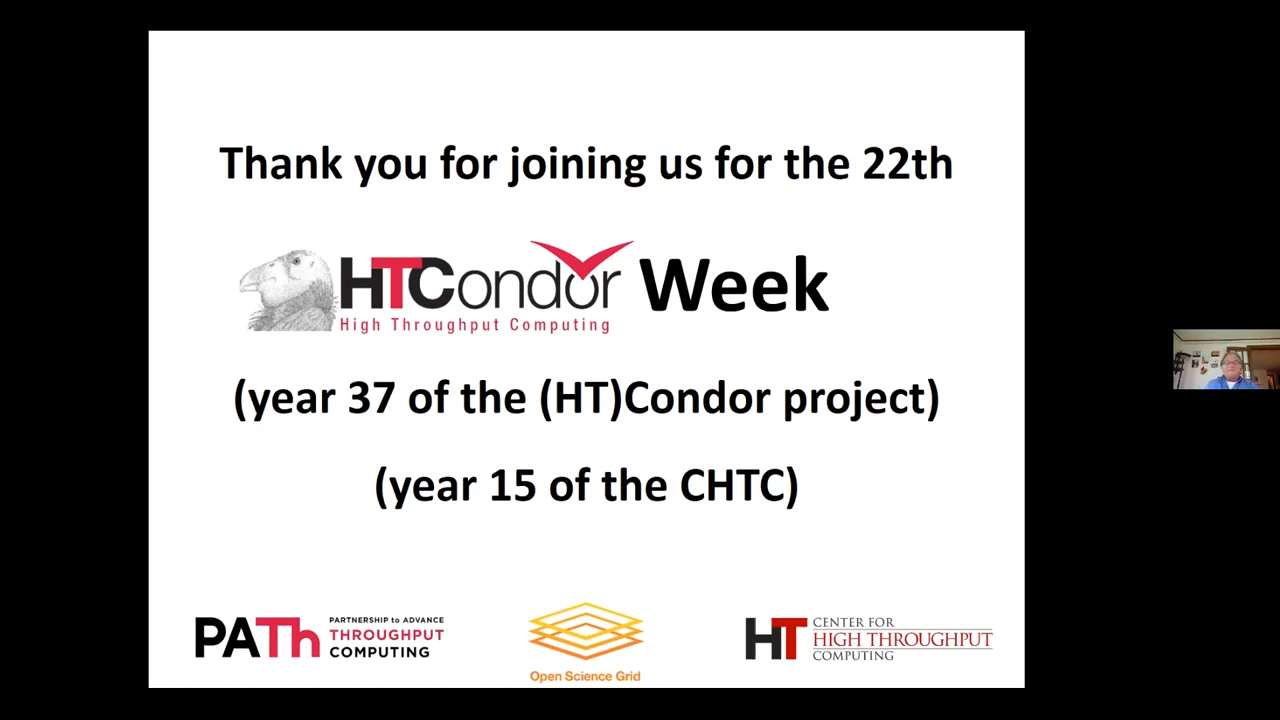 Thank you for joining us for the 22th
HTCondor Week
High Throughput Computing
(year 37 of the (HT)Condor project)
(year 15 of the CHTC)
PATh
PARTNERSHIP to ADVANCE
THROUGHPUT
COMPUTING
Open Science Grid
HT
CENTER FOR
HIGH THROUGHPUT
COMPUTING